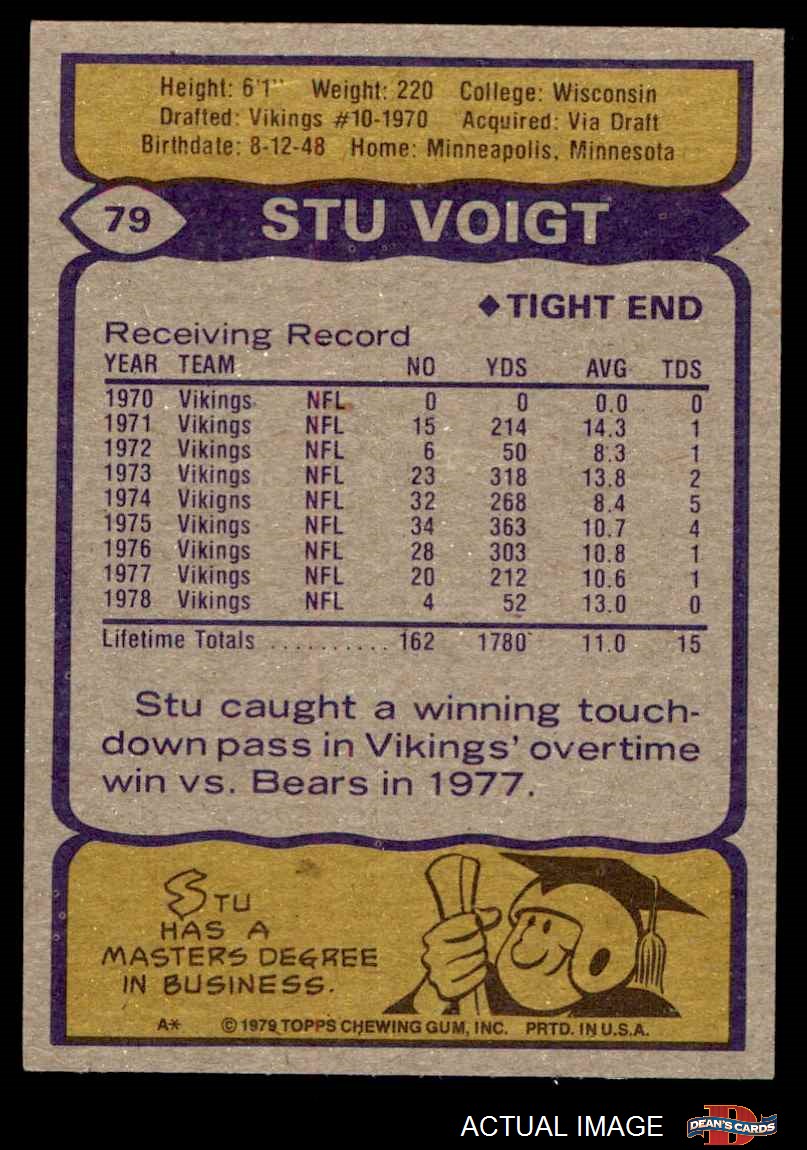 Height: 6'1" Weight: 220 College: Wisconsin
Drafted: Vikings #10-1970 Acquired: Via Draft
Birthdate: 8-12-48 Home: Minneapolis, Minnesota
79 STU VOIGT
◆TIGHT END
Receiving Record
YEAR TEAM NO YDS AVG TDS
1970 Vikings NFL 0 0 0.0 0
1971 Vikings NFL 15 214 14.3 1
1972 Vikings NFL 6 50 8.3 1
1973 Vikings NFL 23 318 13.8 2
1974 Vikigns NFL 32 268 8.4 5
1975 Vikings NFL 34 363 10.7 4
1976 Vikings NFL 28 303 10.8 1
1977 Vikings NFL 20 212 10.6 1
1978 Vikings NFL 4 52 13.0 0
Lifetime Totals .......... 162 1780 11.0 15
Stu caught a winning touch-
down pass in Vikings' overtime
win vs. Bears in 1977.
STU
HAS A
MASTERS DEGREE
IN BUSINESS.
A* © 1979 TOPPS CHEWING GUM, INC. PRTD. IN U.S.A.
ACTUAL IMAGE
D
DEAN'S CARDS